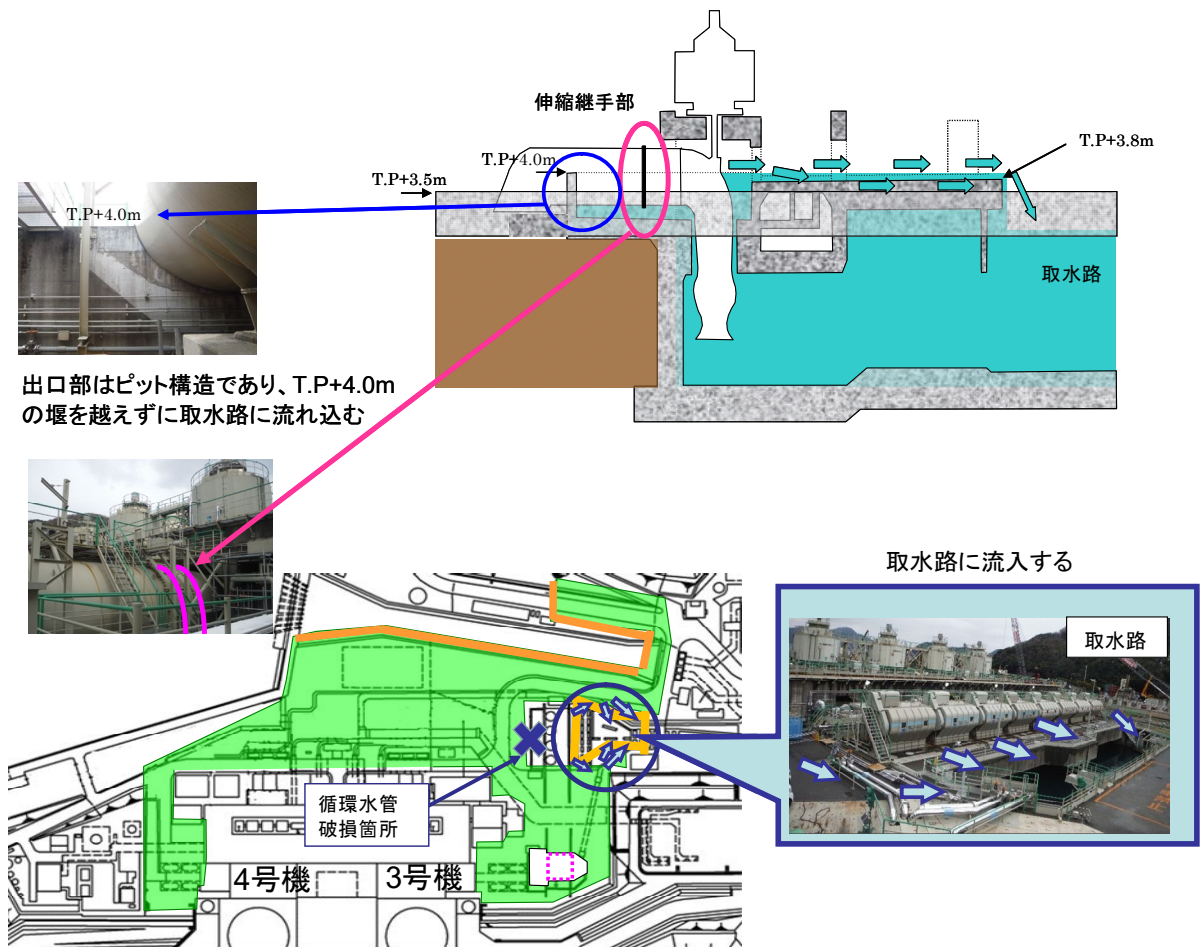 伸縮継手部
T.P+4.0m
T.P+3.8m
T.P+3.5m
T.P+4.0m
取水路
出口部はピット構造であり、T.P+4.0m
の堰を越えずに取水路に流れ込む
取水路に流入する
取水路
循環水管
破損箇所
4号機
3号機